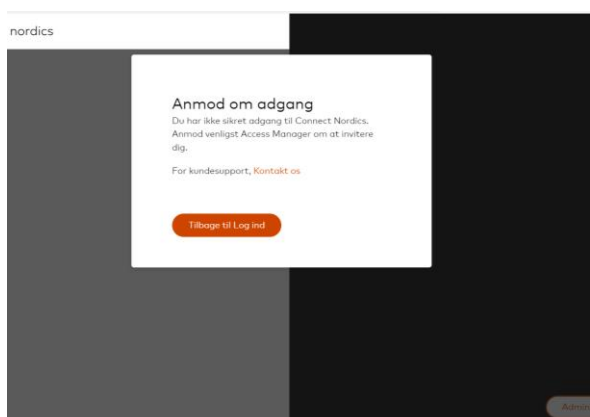 nordics
Anmod om adgang
Du har ikke sikret adgang til Connect Nordics.
Anmod venligst Access Manager om at invitere
dig.
For kundesupport, Kontakt os
Tilbage til Log ind
Admin